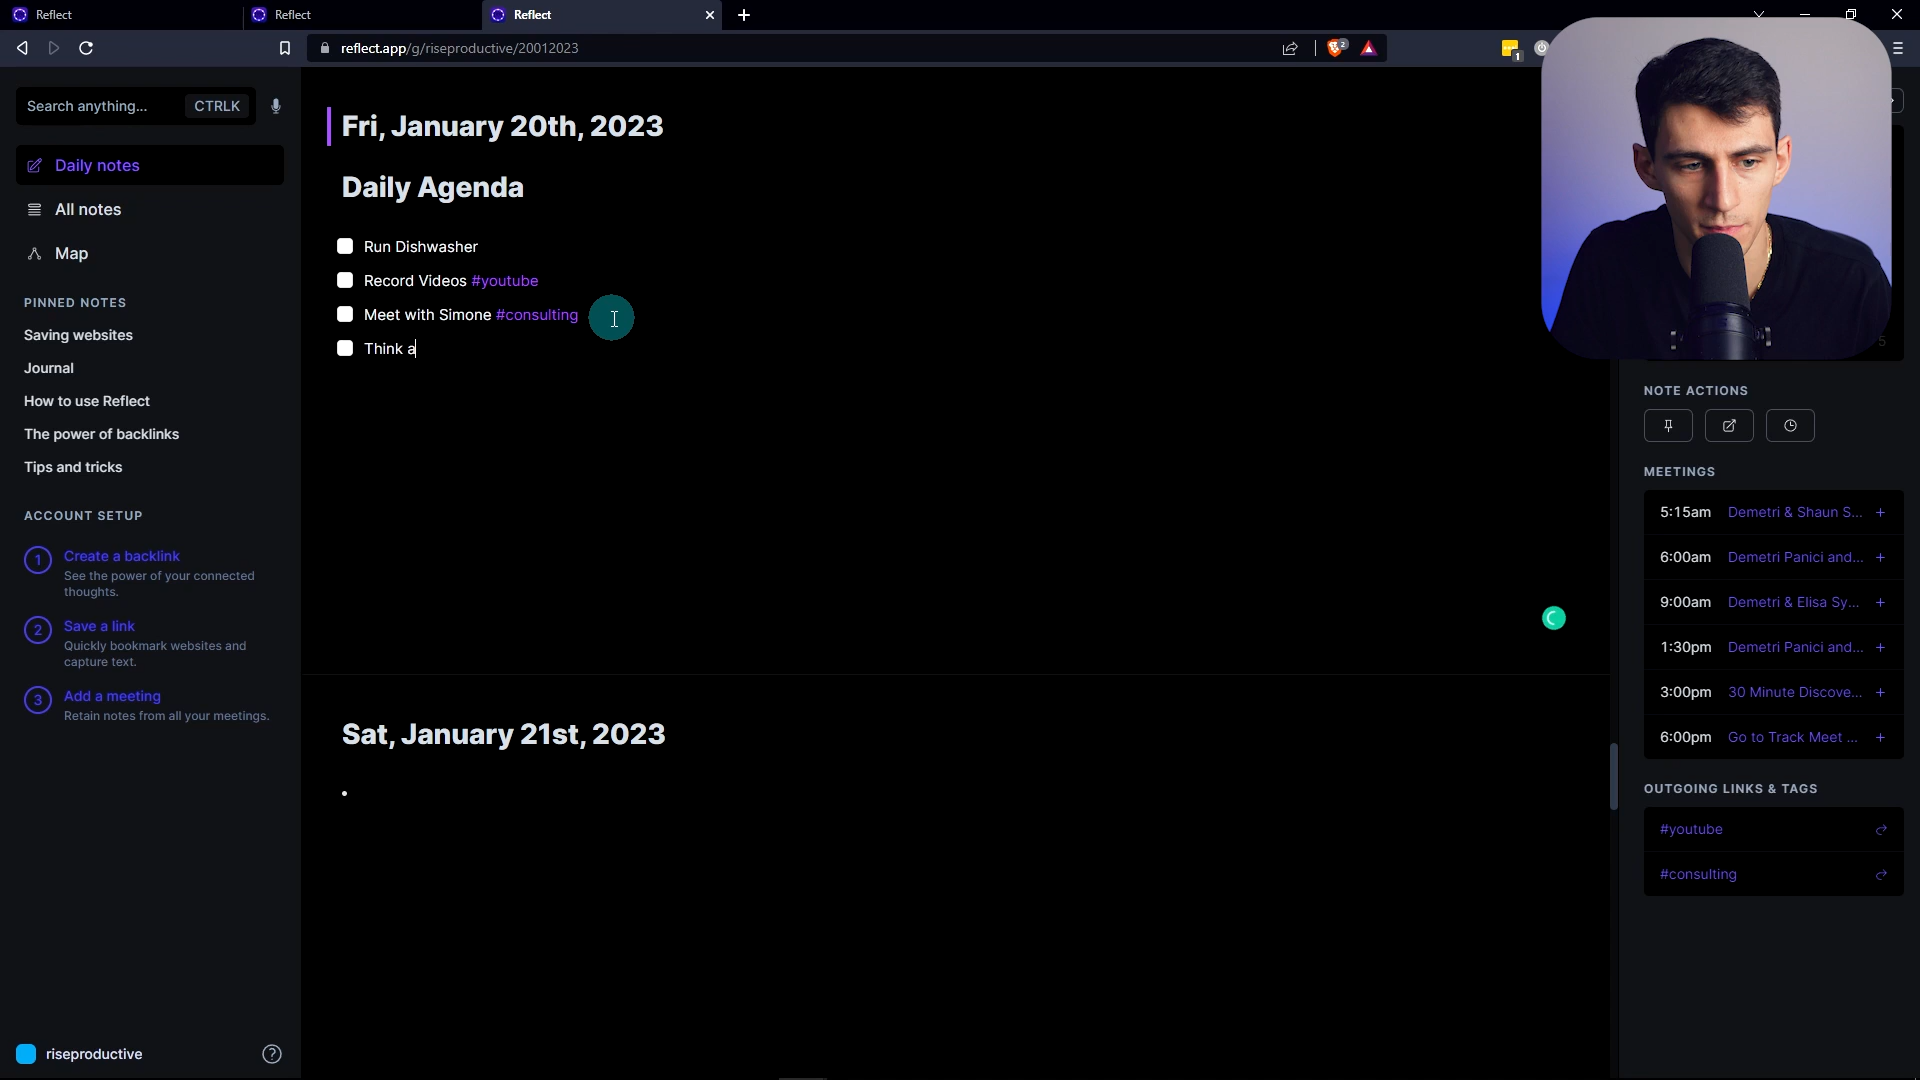 Reflect
Reflect
Reflect
reflect.app/g/riseproductive/20012023
2
1
Search anything...
CTRLK
Daily notes
All notes
Map
PINNED NOTES
Saving websites
Journal
How to use Reflect
The power of backlinks
Tips and tricks
ACCOUNT SETUP
1
Create a backlink
See the power of your connected
thoughts.
2
Save a link
Quickly bookmark websites and
capture text.
3
Add a meeting
Retain notes from all your meetings.
riseproductive
?
Fri, January 20th, 2023
Daily Agenda
Run Dishwasher
Record Videos #youtube
Meet with Simone #consulting
Think a
Sat, January 21st, 2023
5
NOTE ACTIONS
MEETINGS
5:15am Demetri & Shaun S... +
6:00am Demetri Panici and... +
9:00am Demetri & Elisa Sy... +
1:30pm Demetri Panici and... +
3:00pm 30 Minute Discove... +
6:00pm Go to Track Meet ... +
OUTGOING LINKS & TAGS
#youtube
#consulting